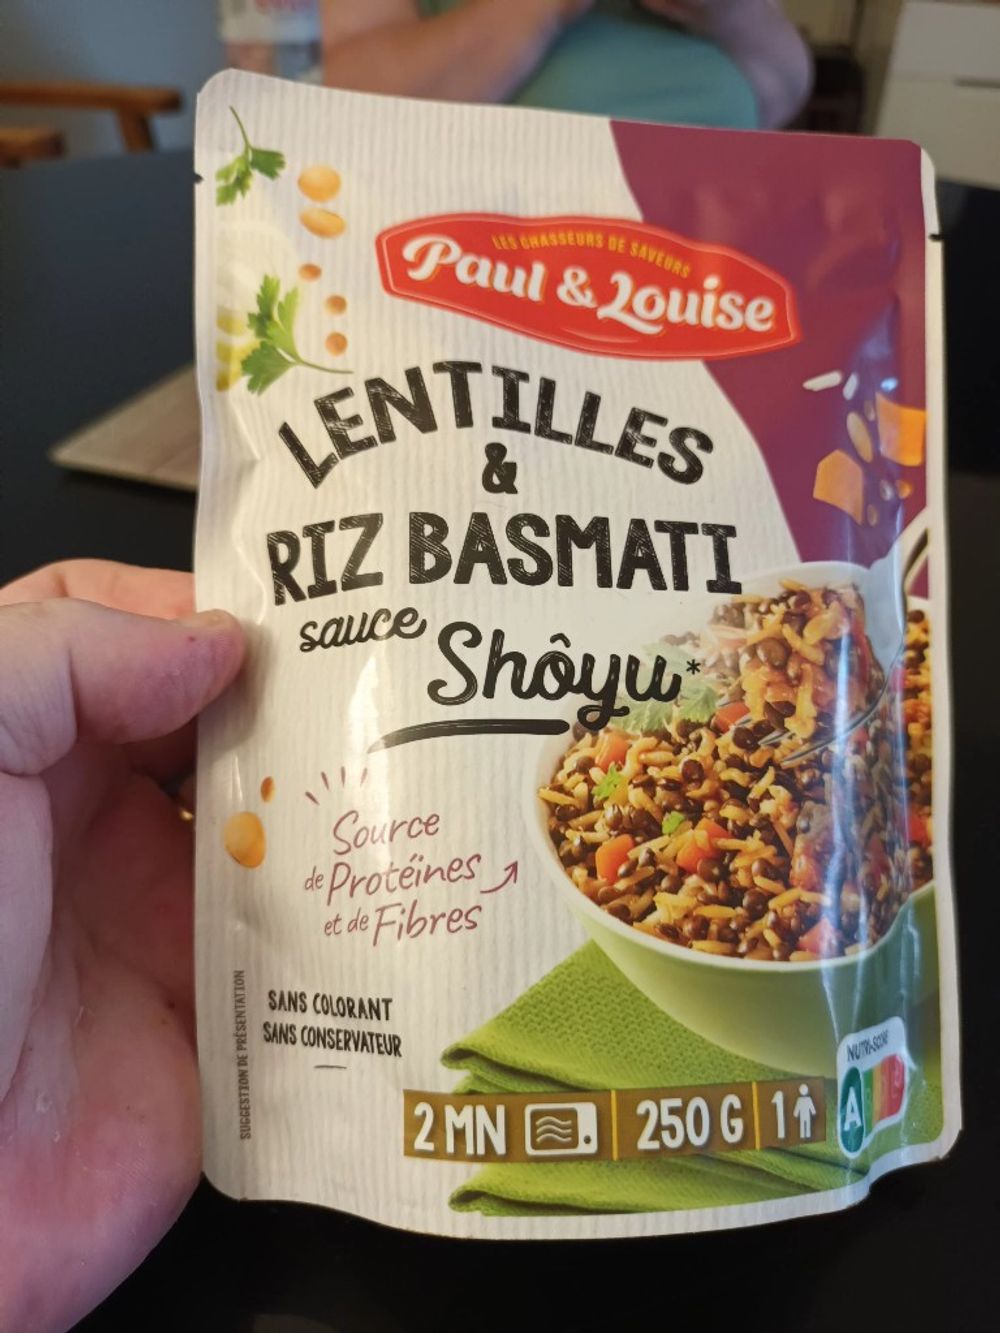 LES CHASSEURS DE SAVEURS
Paul & Louise
LENTILLES
&
RIZ BASMATI
sauce
Shôyu*
Source
de Protéines
et de Fibres
SANS COLORANT
SANS CONSERVATEUR
SUGGESTION DE PRÉSENTATION
2 MN
250 G
1
NUTRI-SCORE
A